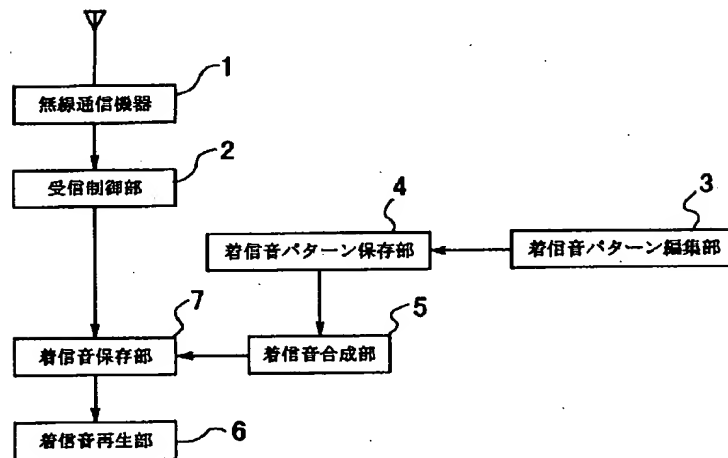 1
無線通信機器
2
受信制御部
4
3
着信音パターン保存部
着信音パターン編集部
7
5
着信音保存部
着信音合成部
着信音再生部
6